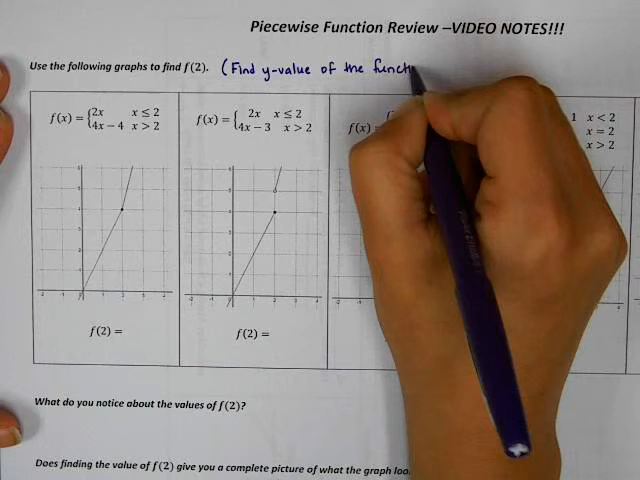 Piecewise Function Review –VIDEO NOTES!!!
Use the following graphs to find f(2). (Find y-value of the funct
f(x) = {2x x ≤ 2
4x − 4 x > 2
f(x) = { 2x x ≤ 2
4x − 3 x > 2
f(x)
1 x < 2
x = 2
x > 2
f(2) =
f(2) =
What do you notice about the values of f(2)?
Does finding the value of f(2) give you a complete picture of what the graph loo